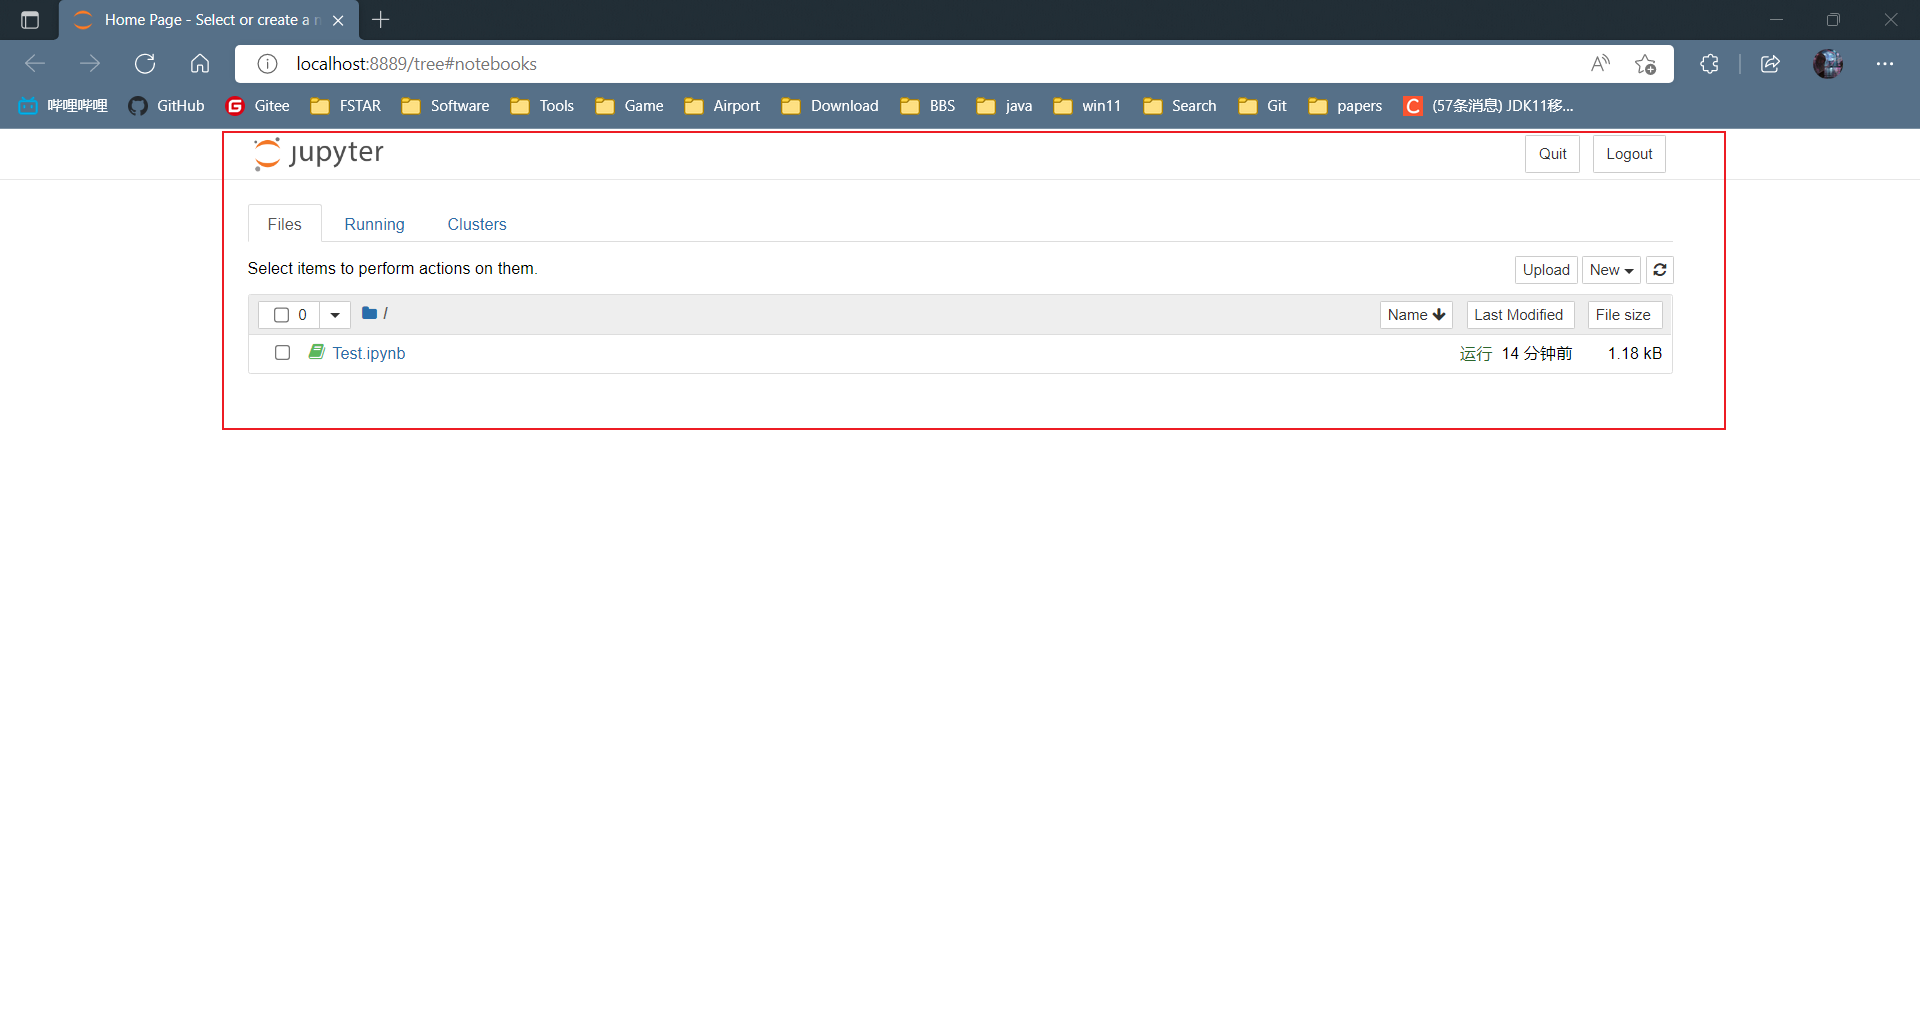 Home Page - Select or create a n
localhost:8889/tree#notebooks
哔哩哔哩 GitHub Gitee FSTAR Software Tools Game Airport Download BBS java win11 Search Git papers (57条消息) JDK11移...
jupyter Quit Logout
Files Running Clusters
Select items to perform actions on them. Upload New
0 / Name Last Modified File size
Test.ipynb 运行 14 分钟前 1.18 kB